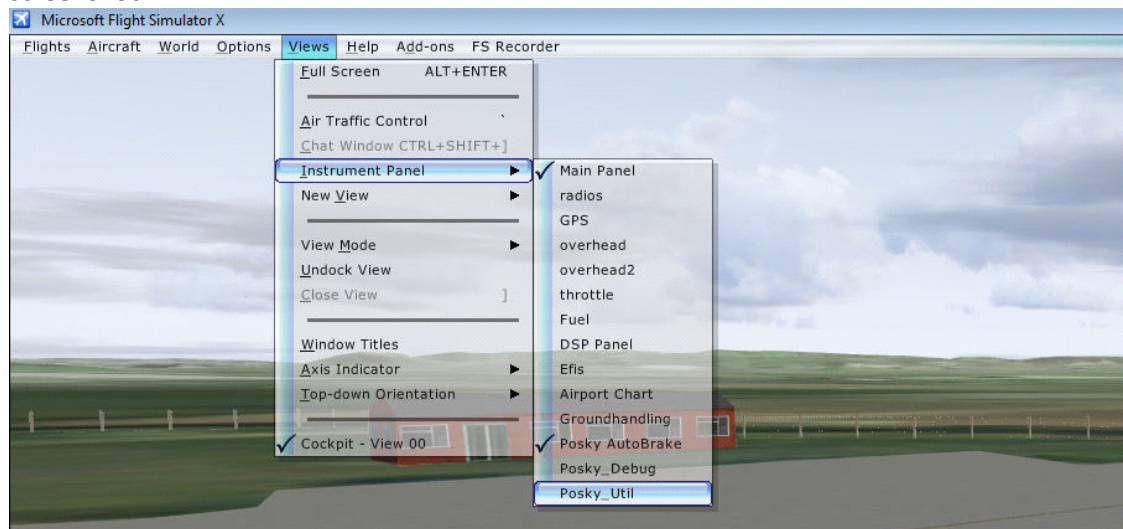 Microsoft Flight Simulator X
Flights Aircraft World Options Views Help Add-ons FS Recorder
Full Screen ALT+ENTER
Air Traffic Control `
Chat Window CTRL+SHIFT+]
Instrument Panel
New View
View Mode
Undock View
Close View ]
Window Titles
Axis Indicator
Top-down Orientation
Cockpit - View 00
Main Panel
radios
GPS
overhead
overhead2
throttle
Fuel
DSP Panel
Efis
Airport Chart
Groundhandling
Posky AutoBrake
Posky_Debug
Posky_Util